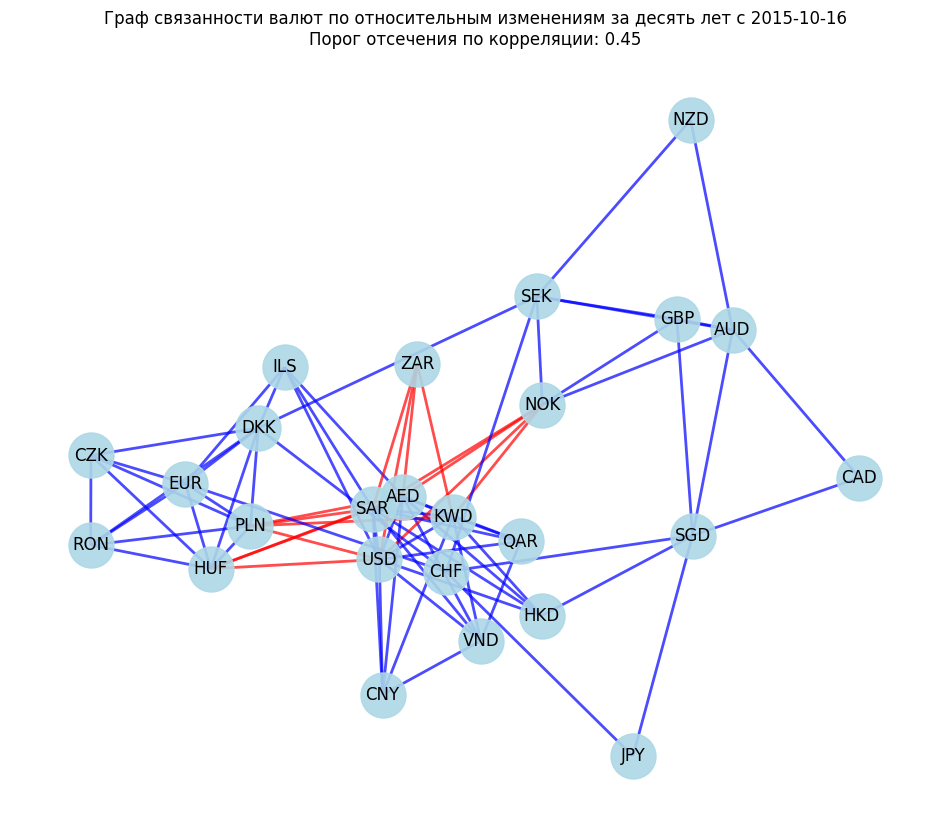 Граф связанности валют по относительным изменениям за десять лет с 2015-10-16
Порог отсечения по корреляции: 0.45
NZD
SEK
GBP
AUD
ILS
ZAR
NOK
DKK
CZK
CAD
EUR
AED
SAR
KWD
PLN
SGD
QAR
RON
USD
HUF
CHF
HKD
VND
CNY
JPY